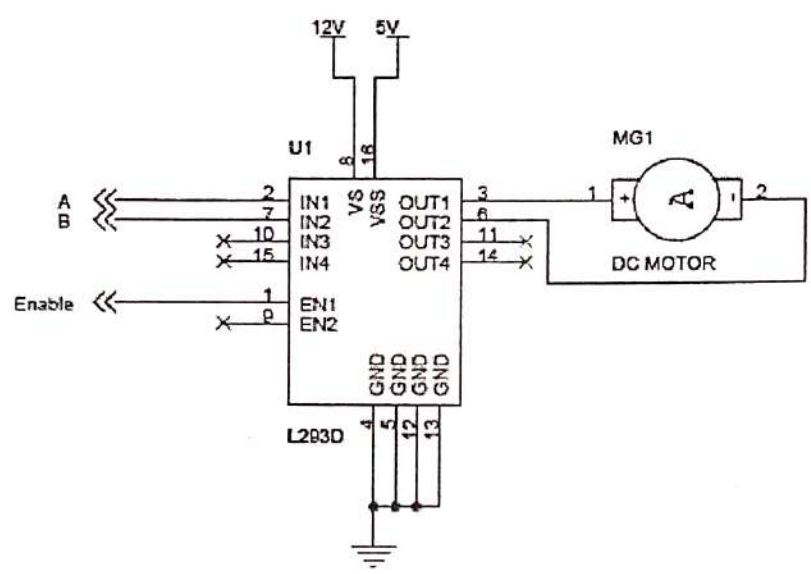 12V 5V
U1
MG1
8 16
A 2 IN1 VS VSS OUT1 3 1 + A - 2
B 7 IN2 OUT2 6
10 IN3 OUT3 11
15 IN4 OUT4 14 DC MOTOR
Enable 1 EN1
9 EN2
GND GND GND GND
4 5 12 13
L293D